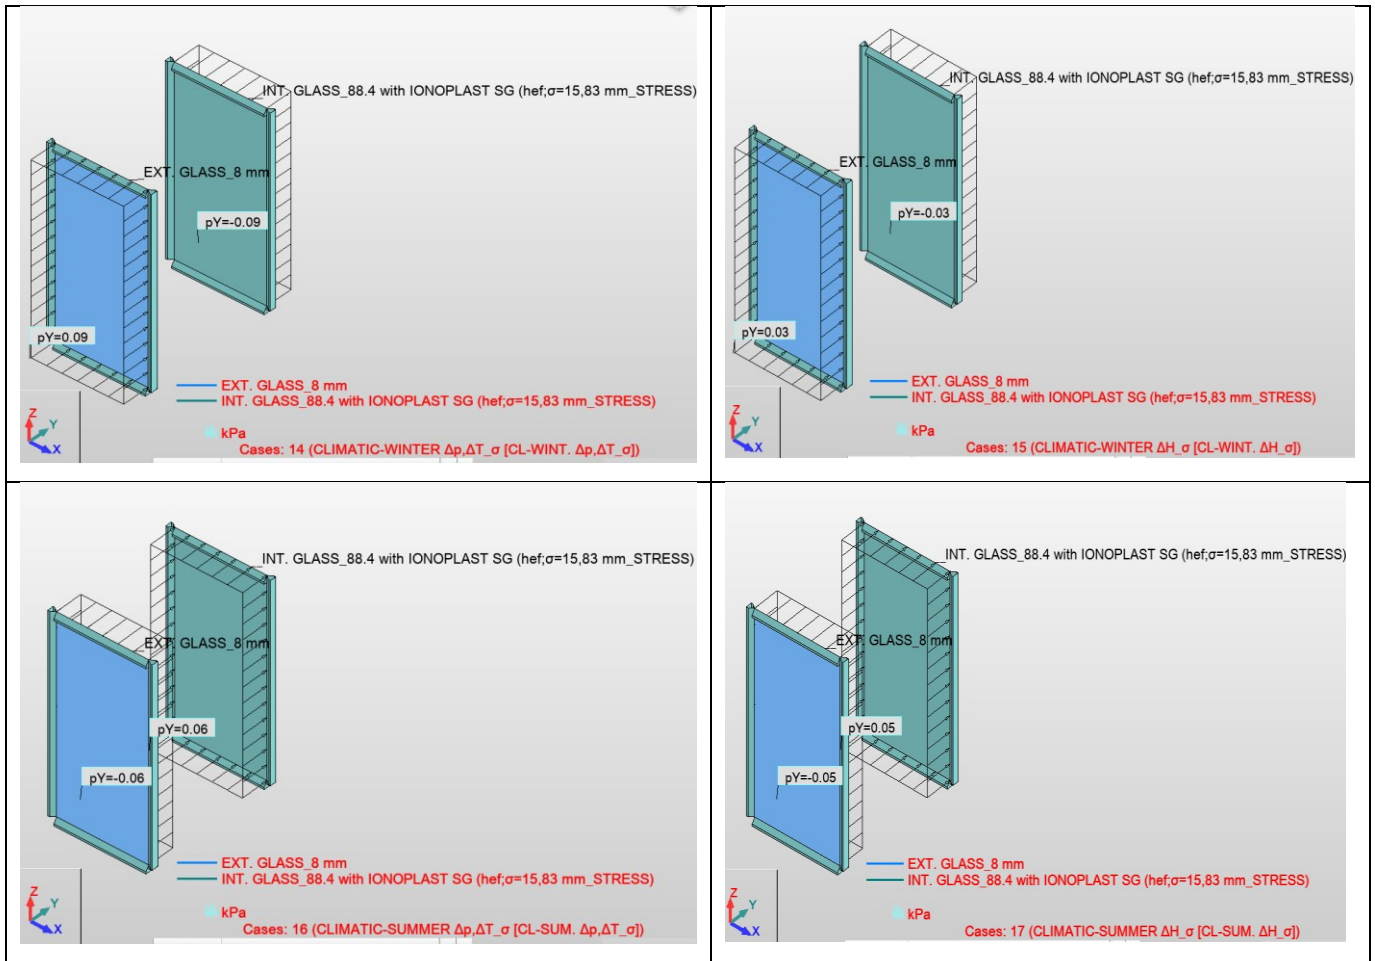 INT. GLASS_88.4 with IONOPLAST SG (hef;σ=15,83 mm_STRESS)
EXT. GLASS_8 mm
pY=-0.09
pY=0.09
EXT. GLASS_8 mm
INT. GLASS_88.4 with IONOPLAST SG (hef;σ=15,83 mm_STRESS)
Z
Y
X
kPa
Cases: 14 (CLIMATIC-WINTER Δp,ΔT_σ [CL-WINT. Δp,ΔT_σ])
INT. GLASS_88.4 with IONOPLAST SG (hef;σ=15,83 mm_STRESS)
EXT. GLASS_8 mm
pY=-0.03
pY=0.03
EXT. GLASS_8 mm
INT. GLASS_88.4 with IONOPLAST SG (hef;σ=15,83 mm_STRESS)
Z
Y
X
kPa
Cases: 15 (CLIMATIC-WINTER ΔH_σ [CL-WINT. ΔH_σ])
INT. GLASS_88.4 with IONOPLAST SG (hef;σ=15,83 mm_STRESS)
EXT. GLASS_8 mm
pY=0.06
pY=-0.06
EXT. GLASS_8 mm
INT. GLASS_88.4 with IONOPLAST SG (hef;σ=15,83 mm_STRESS)
Z
Y
X
kPa
Cases: 16 (CLIMATIC-SUMMER Δp,ΔT_σ [CL-SUM. Δp,ΔT_σ])
INT. GLASS_88.4 with IONOPLAST SG (hef;σ=15,83 mm_STRESS)
EXT. GLASS_8 mm
pY=0.05
pY=-0.05
EXT. GLASS_8 mm
INT. GLASS_88.4 with IONOPLAST SG (hef;σ=15,83 mm_STRESS)
Z
Y
X
kPa
Cases: 17 (CLIMATIC-SUMMER ΔH_σ [CL-SUM. ΔH_σ])